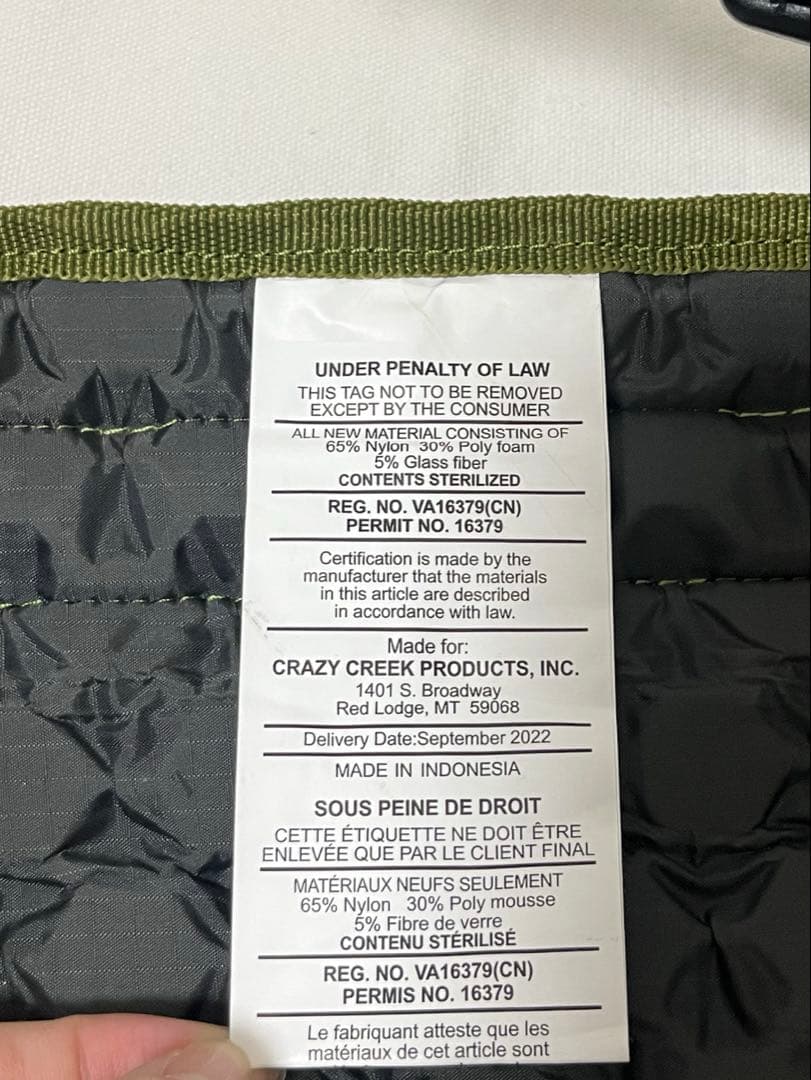 UNDER PENALTY OF LAW
THIS TAG NOT TO BE REMOVED
EXCEPT BY THE CONSUMER
ALL NEW MATERIAL CONSISTING OF
65% Nylon 30% Poly foam
5% Glass fiber
CONTENTS STERILIZED
REG. NO. VA16379(CN)
PERMIT NO. 16379
Certification is made by the
manufacturer that the materials
in this article are described
in accordance with law.
Made for:
CRAZY CREEK PRODUCTS, INC.
1401 S. Broadway
Red Lodge, MT 59068
Delivery Date:September 2022
MADE IN INDONESIA
SOUS PEINE DE DROIT
CETTE ÉTIQUETTE NE DOIT ÊTRE
ENLEVÉE QUE PAR LE CLIENT FINAL
MATÉRIAUX NEUFS SEULEMENT
65% Nylon 30% Poly mousse
5% Fibre de verre
CONTENU STÉRILISÉ
REG. NO. VA16379(CN)
PERMIS NO. 16379
Le fabriquant atteste que les
matériaux de cet article sont